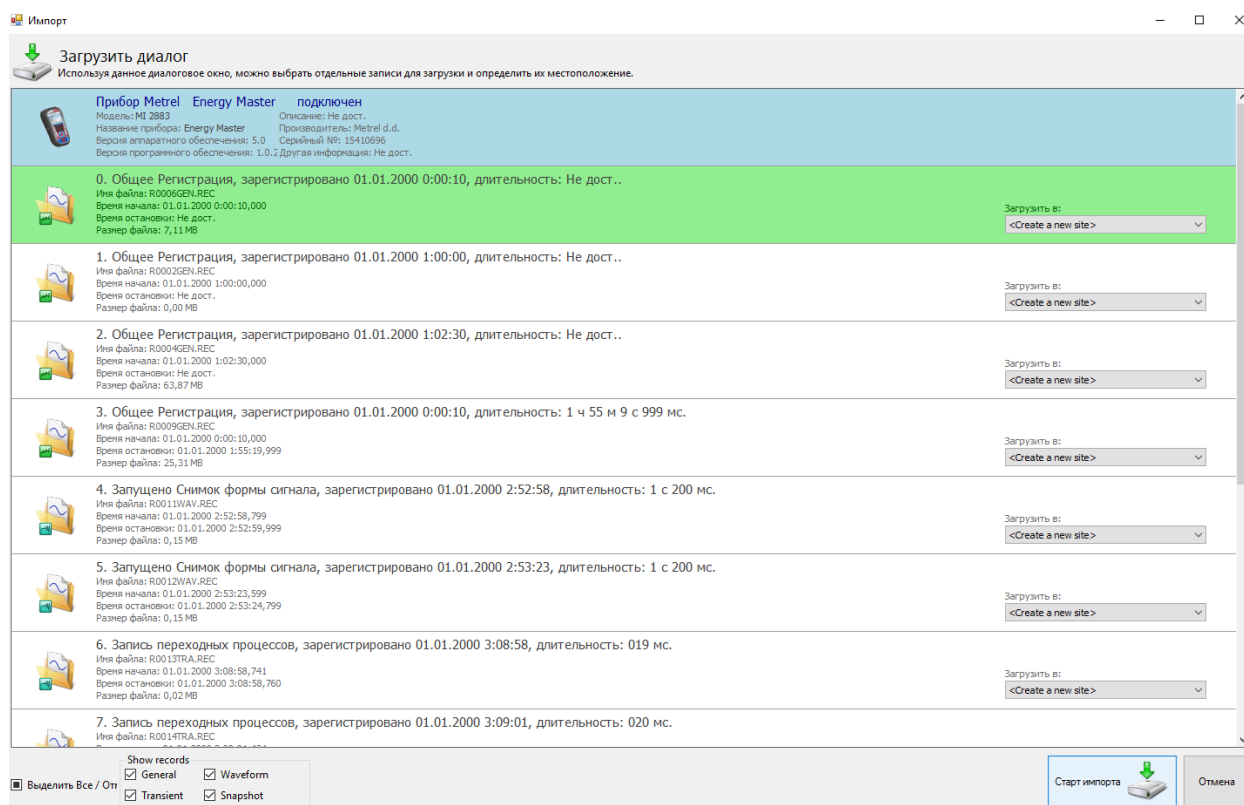 Импорт
Загрузить диалог
Используя данное диалоговое окно, можно выбрать отдельные записи для загрузки и определить их местоположение.
Прибор Metrel Energy Master подключен
Модель: MI 2883 Описание: Не дост.
Название прибора: Energy Master Производитель: Metrel d.d.
Версия аппаратного обеспечения: 5.0 Серийный №: 15410696
Версия программного обеспечения: 1.0.2 Другая информация: Не дост.
0. Общее Регистрация, зарегистрировано 01.01.2000 0:00:10, длительность: Не дост..
Имя файла: R0006GEN.REC
Время начала: 01.01.2000 0:00:10,000
Время остановки: Не дост.
Размер файла: 7,11 MB
Загрузить в:
<Create a new site>
1. Общее Регистрация, зарегистрировано 01.01.2000 1:00:00, длительность: Не дост..
Имя файла: R0002GEN.REC
Время начала: 01.01.2000 1:00:00,000
Время остановки: Не дост.
Размер файла: 0,00 MB
Загрузить в:
<Create a new site>
2. Общее Регистрация, зарегистрировано 01.01.2000 1:02:30, длительность: Не дост..
Имя файла: R0004GEN.REC
Время начала: 01.01.2000 1:02:30,000
Время остановки: Не дост.
Размер файла: 63,87 MB
Загрузить в:
<Create a new site>
3. Общее Регистрация, зарегистрировано 01.01.2000 0:00:10, длительность: 1 ч 55 м 9 с 999 мс.
Имя файла: R0009GEN.REC
Время начала: 01.01.2000 0:00:10,000
Время остановки: 01.01.2000 1:55:19,999
Размер файла: 25,31 MB
Загрузить в:
<Create a new site>
4. Запущено Снимок формы сигнала, зарегистрировано 01.01.2000 2:52:58, длительность: 1 с 200 мс.
Имя файла: R0011WAV.REC
Время начала: 01.01.2000 2:52:58,799
Время остановки: 01.01.2000 2:52:59,999
Размер файла: 0,15 MB
Загрузить в:
<Create a new site>
5. Запущено Снимок формы сигнала, зарегистрировано 01.01.2000 2:53:23, длительность: 1 с 200 мс.
Имя файла: R0012WAV.REC
Время начала: 01.01.2000 2:53:23,599
Время остановки: 01.01.2000 2:53:24,799
Размер файла: 0,15 MB
Загрузить в:
<Create a new site>
6. Запись переходных процессов, зарегистрировано 01.01.2000 3:08:58, длительность: 019 мс.
Имя файла: R0013TRA.REC
Время начала: 01.01.2000 3:08:58,741
Время остановки: 01.01.2000 3:08:58,760
Размер файла: 0,02 MB
Загрузить в:
<Create a new site>
7. Запись переходных процессов, зарегистрировано 01.01.2000 3:09:01, длительность: 020 мс.
Имя файла: R0014TRA.REC
Show records
General Waveform
Выделить Все / От
Transient Snapshot
Старт импорта
Отмена